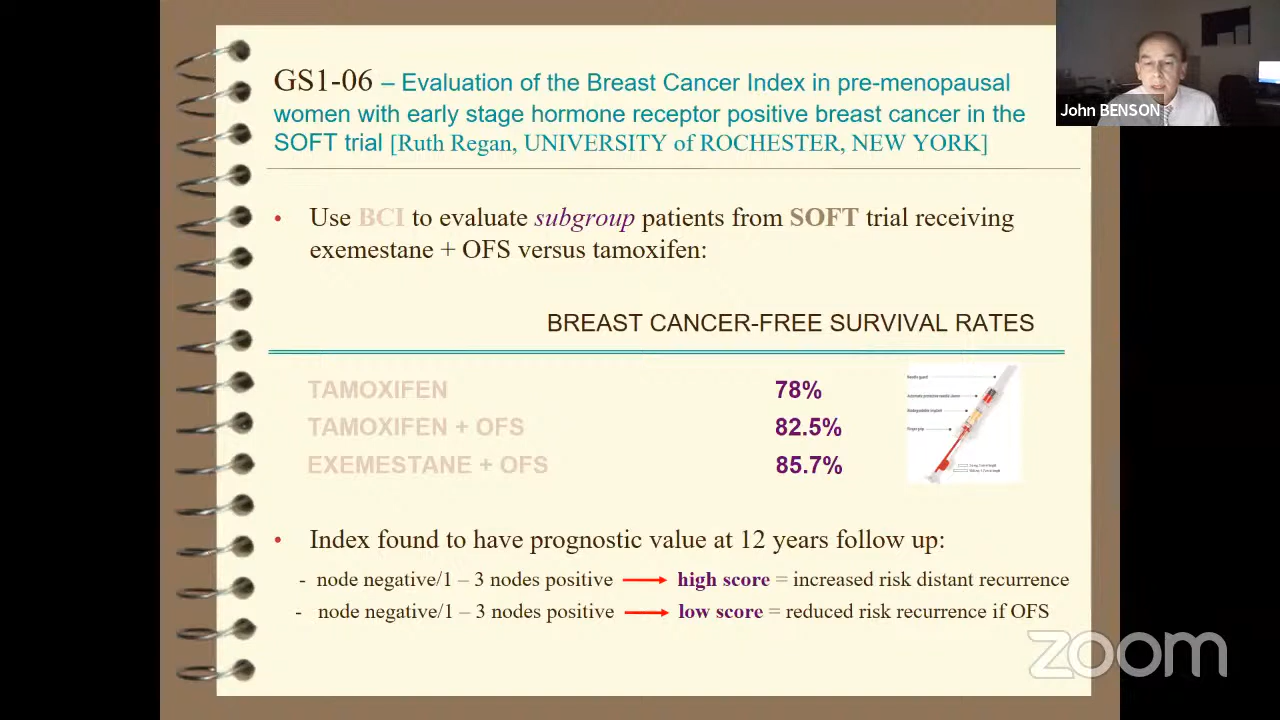 GS1-06 – Evaluation of the Breast Cancer Index in pre-menopausal
women with early stage hormone receptor positive breast cancer in the
SOFT trial [Ruth Regan, UNIVERSITY of ROCHESTER, NEW YORK]
John BENSON
• Use BCI to evaluate subgroup patients from SOFT trial receiving
exemestane + OFS versus tamoxifen:
BREAST CANCER-FREE SURVIVAL RATES
TAMOXIFEN 78%
TAMOXIFEN + OFS 82.5%
EXEMESTANE + OFS 85.7%
Needle guard
• Index found to have prognostic value at 12 years follow up:
- node negative/1 – 3 nodes positive → high score = increased risk distant recurrence
- node negative/1 – 3 nodes positive → low score = reduced risk recurrence if OFS
zoom